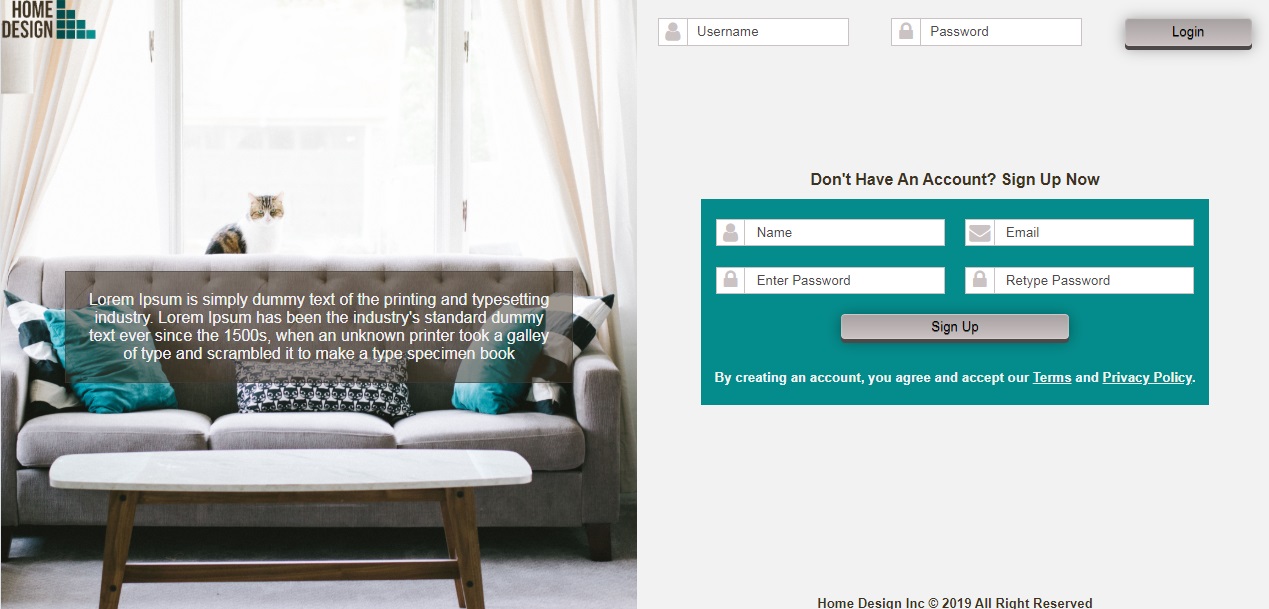 HOME
DESIGN
Username
Password
Login
Don't Have An Account? Sign Up Now
Name
Email
Enter Password
Retype Password
Sign Up
By creating an account, you agree and accept our Terms and Privacy Policy.
Lorem Ipsum is simply dummy text of the printing and typesetting
industry. Lorem Ipsum has been the industry's standard dummy
text ever since the 1500s, when an unknown printer took a galley
of type and scrambled it to make a type specimen book
Home Design Inc © 2019 All Right Reserved